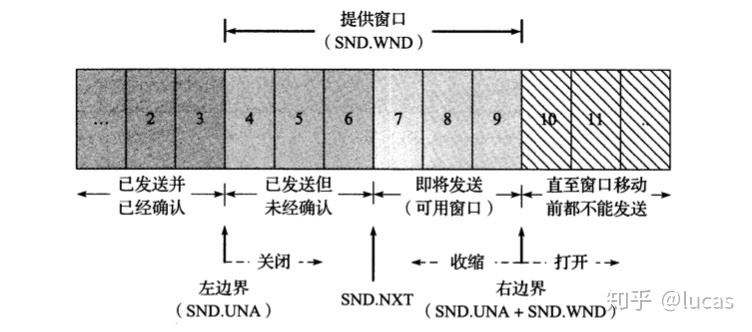 提供窗口
（SND.WND）
… 2 3 4 5 6 7 8 9 10 11 ..
已发送并 已发送但 即将发送 直至窗口移动
已经确认 未经确认 （可用窗口） 前都不能发送
关闭 收缩 打开
左边界 SND.NXT 右边界
（SND.UNA） （SND.UNA + SND.WND）
知乎 @lucas